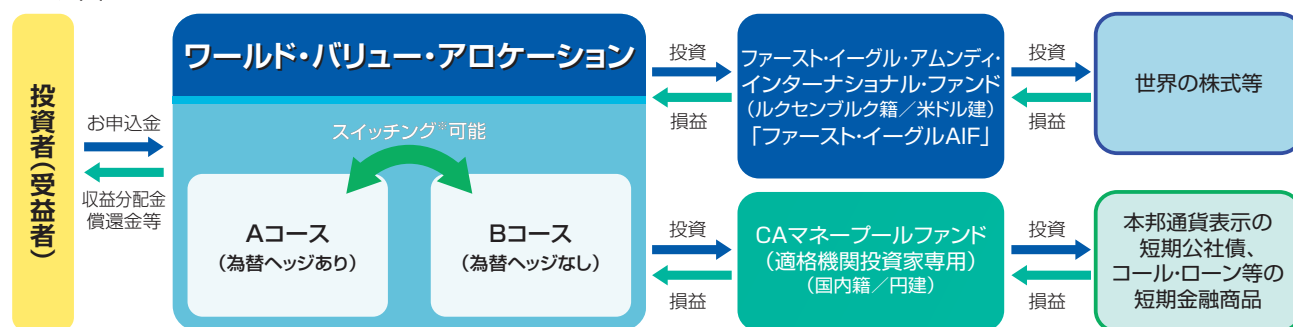 投資者(受益者)
お申込金
収益分配金
償還金等
ワールド・バリュー・アロケーション
スイッチング※可能
Aコース
(為替ヘッジあり)
Bコース
(為替ヘッジなし)
投資
損益
ファースト・イーグル・アムンディ・
インターナショナル・ファンド
(ルクセンブルク籍/米ドル建)
「ファースト・イーグルAIF」
投資
損益
世界の株式等
投資
損益
CAマネープールファンド
(適格機関投資家専用)
(国内籍/円建)
投資
損益
本邦通貨表示の
短期公社債、
コール・ローン等の
短期金融商品